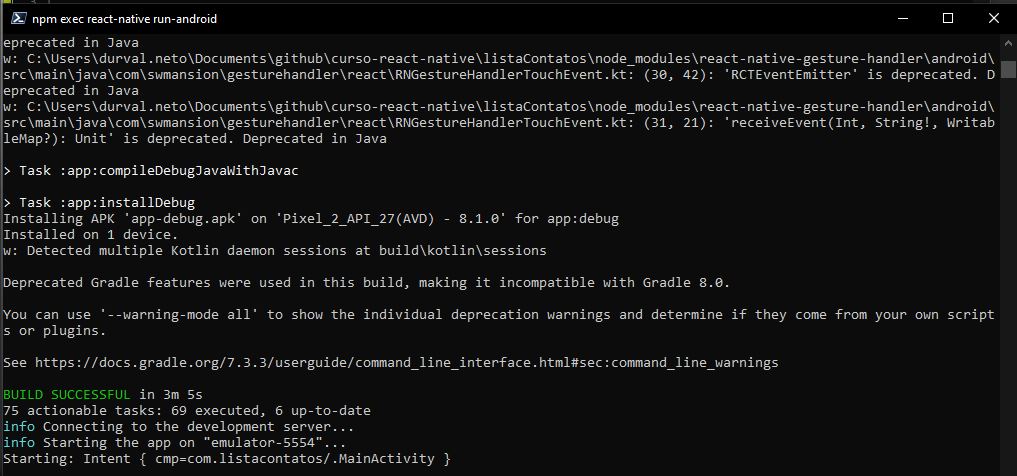 npm exec react-native run-android
eprecated in Java
w: C:\Users\durval.neto\Documents\github\curso-react-native\listaContatos\node_modules\react-native-gesture-handler\android\
src\main\java\com\swmansion\gesturehandler\react\RNGestureHandlerTouchEvent.kt: (30, 42): 'RCTEventEmitter' is deprecated. D
eprecated in Java
w: C:\Users\durval.neto\Documents\github\curso-react-native\listaContatos\node_modules\react-native-gesture-handler\android\
src\main\java\com\swmansion\gesturehandler\react\RNGestureHandlerTouchEvent.kt: (31, 21): 'receiveEvent(Int, String!, Writab
leMap?): Unit' is deprecated. Deprecated in Java
> Task :app:compileDebugJavaWithJavac
> Task :app:installDebug
Installing APK 'app-debug.apk' on 'Pixel_2_API_27(AVD) - 8.1.0' for app:debug
Installed on 1 device.
w: Detected multiple Kotlin daemon sessions at build\kotlin\sessions
Deprecated Gradle features were used in this build, making it incompatible with Gradle 8.0.
You can use '--warning-mode all' to show the individual deprecation warnings and determine if they come from your own script
s or plugins.
See https://docs.gradle.org/7.3.3/userguide/command_line_interface.html#sec:command_line_warnings
BUILD SUCCESSFUL in 3m 5s
75 actionable tasks: 69 executed, 6 up-to-date
info Connecting to the development server...
info Starting the app on "emulator-5554"...
Starting: Intent { cmp=com.listacontatos/.MainActivity }